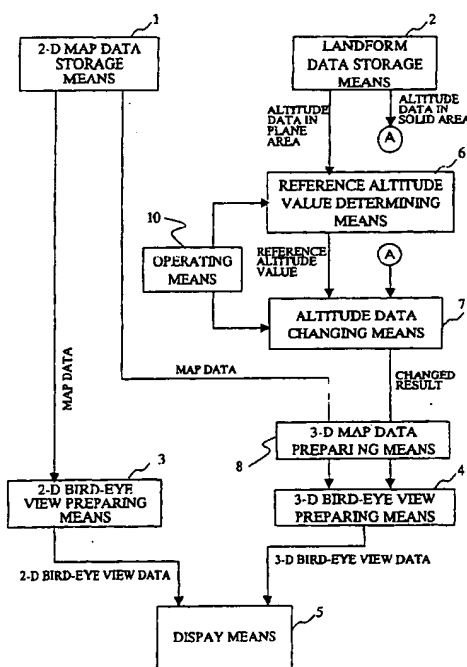 1
2-D MAP DATA
STORAGE
MEANS
2
LANDFORM
DATA STORAGE
MEANS
ALTITUDE
DATA IN
PLANE
AREA
ALTITUDE
DATA IN
SOLID AREA
A
6
REFERENCE ALTITUDE
VALUE DETERMINING
MEANS
10
OPERATING
MEANS
REFERENCE
ALTITUDE
VALUE
A
7
ALTITUDE DATA
CHANGING MEANS
MAP DATA
MAP DATA
CHANGED
RESULT
8
3-D MAP DATA
PREPARING MEANS
3
2-D BIRD-EYE
VIEW PREPARING
MEANS
4
3-D BIRD-EYE VIEW
PREPARING MEANS
2-D BIRD-EYE VIEW DATA
3-D BIRD-EYE VIEW DATA
5
DISPAY MEANS